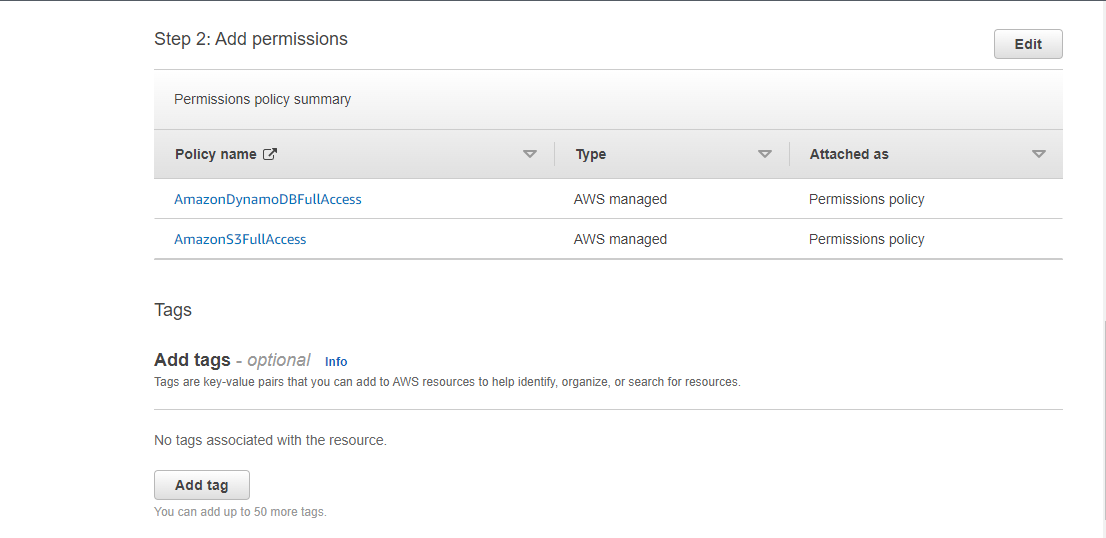 Step 2: Add permissions
Edit
Permissions policy summary
Policy name Type Attached as
AmazonDynamoDBFullAccess AWS managed Permissions policy
AmazonS3FullAccess AWS managed Permissions policy
Tags
Add tags - optional Info
Tags are key-value pairs that you can add to AWS resources to help identify, organize, or search for resources.
No tags associated with the resource.
Add tag
You can add up to 50 more tags.